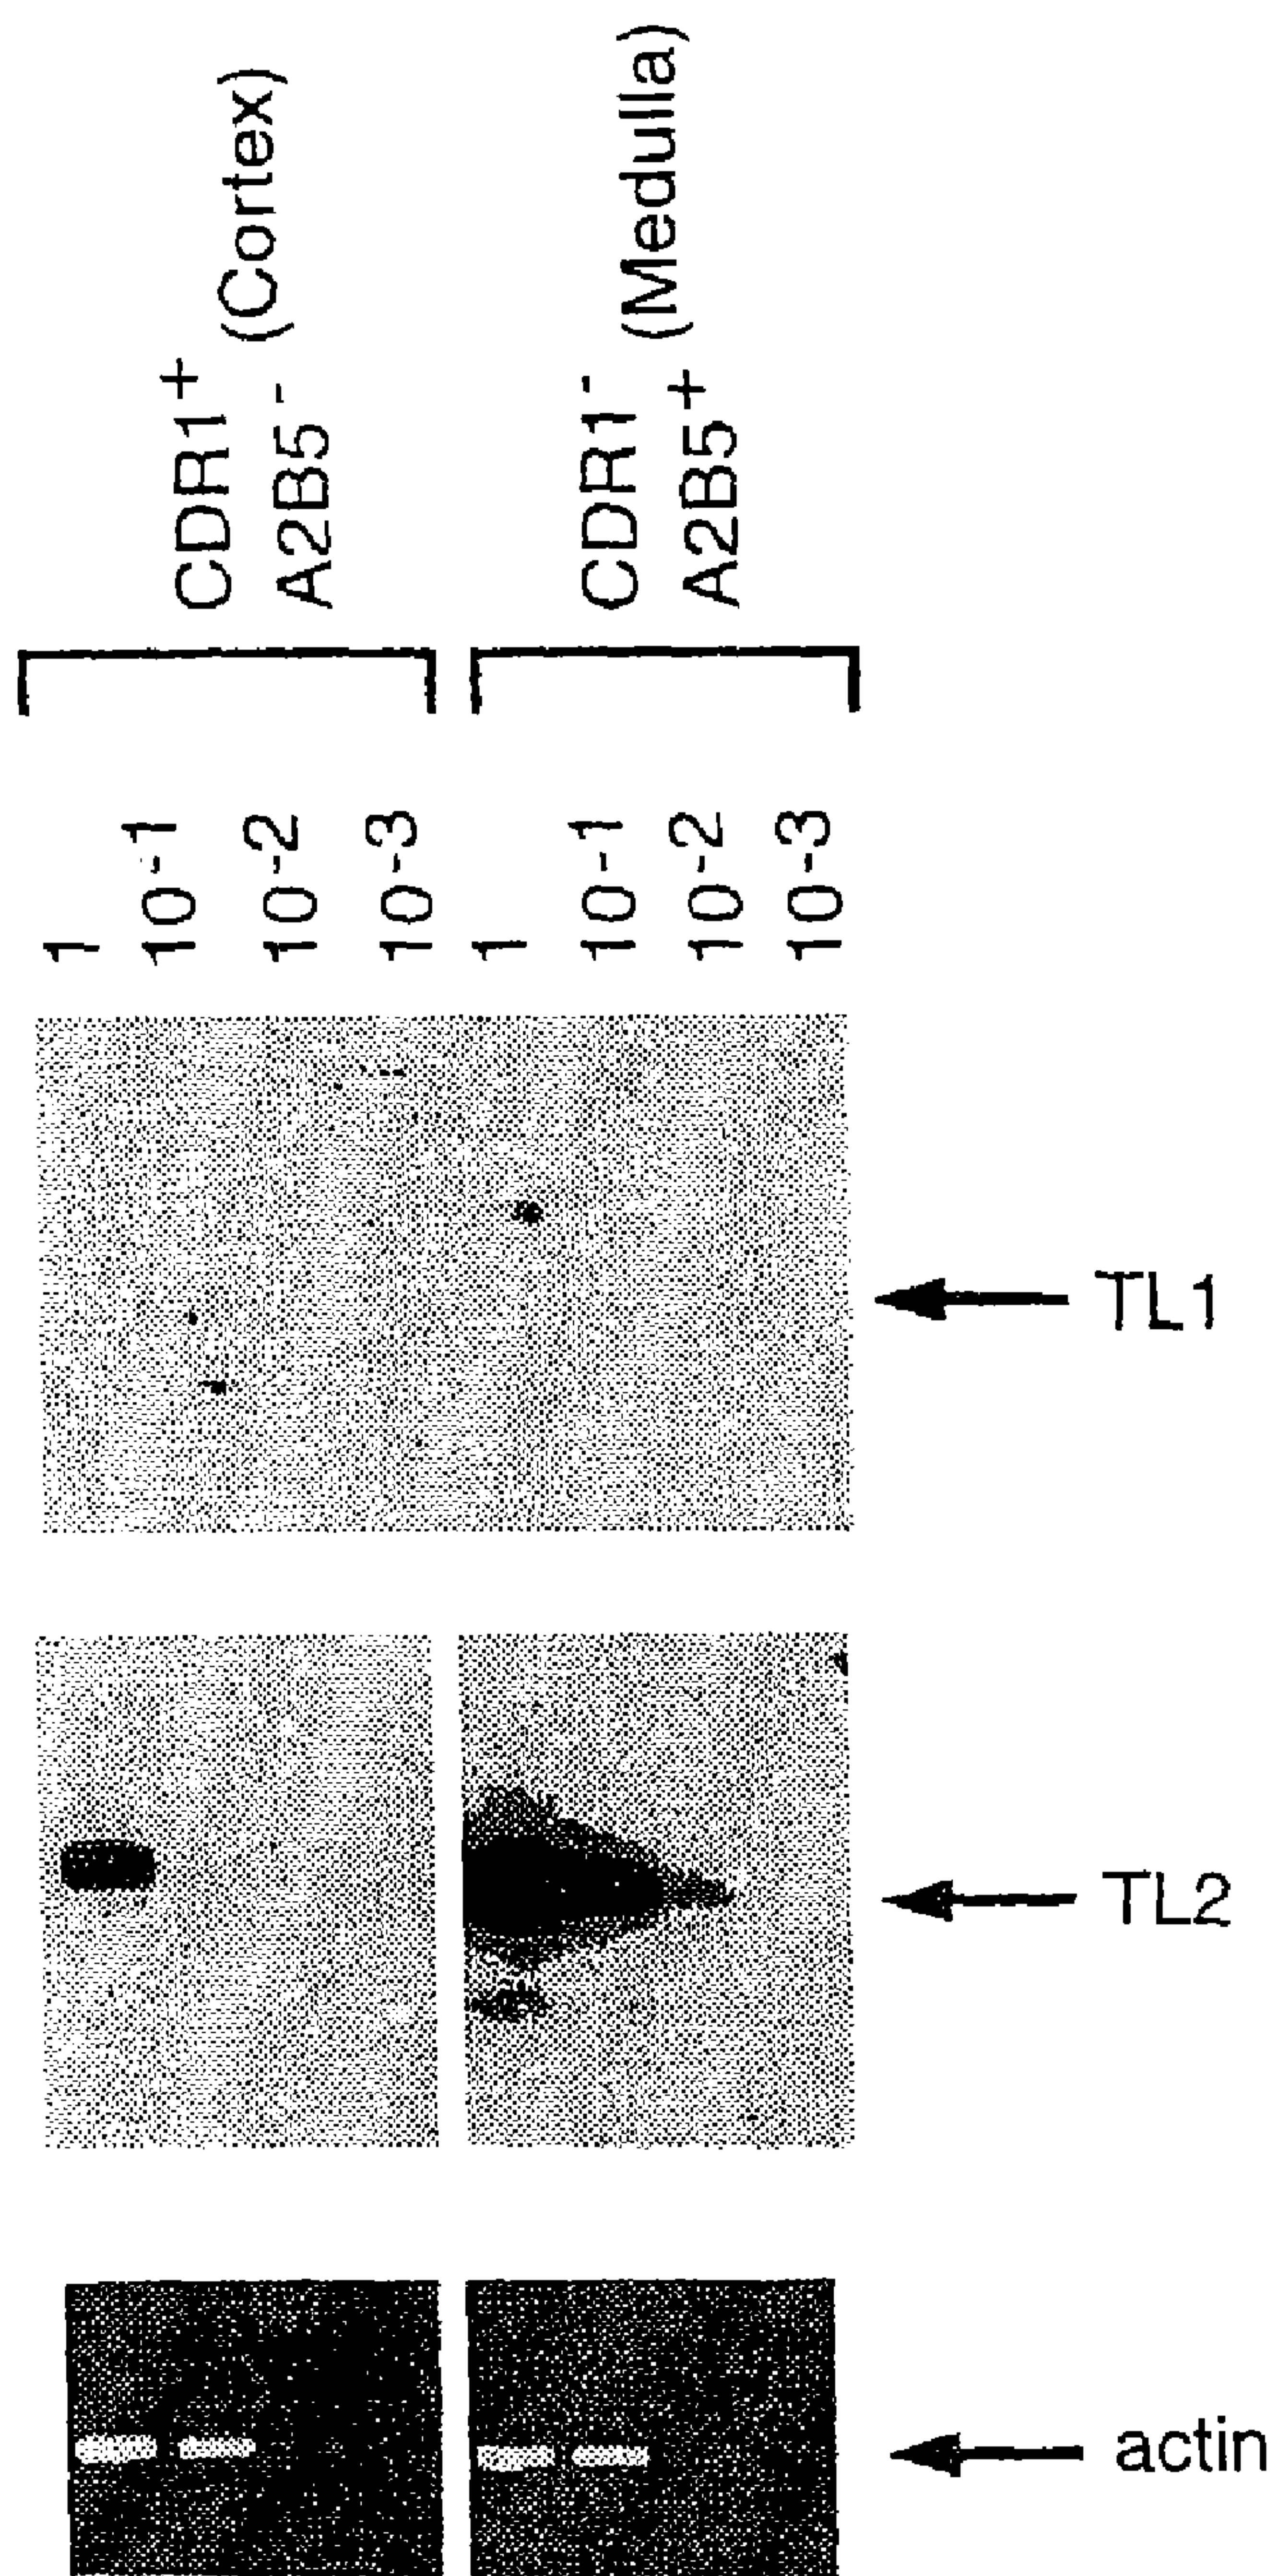 CDR1+
A2B5- (Cortex)
CDR1-
A2B5+ (Medulla)
1
10-1
10-2
10-3
1
10-1
10-2
10-3
TL1
TL2
actin